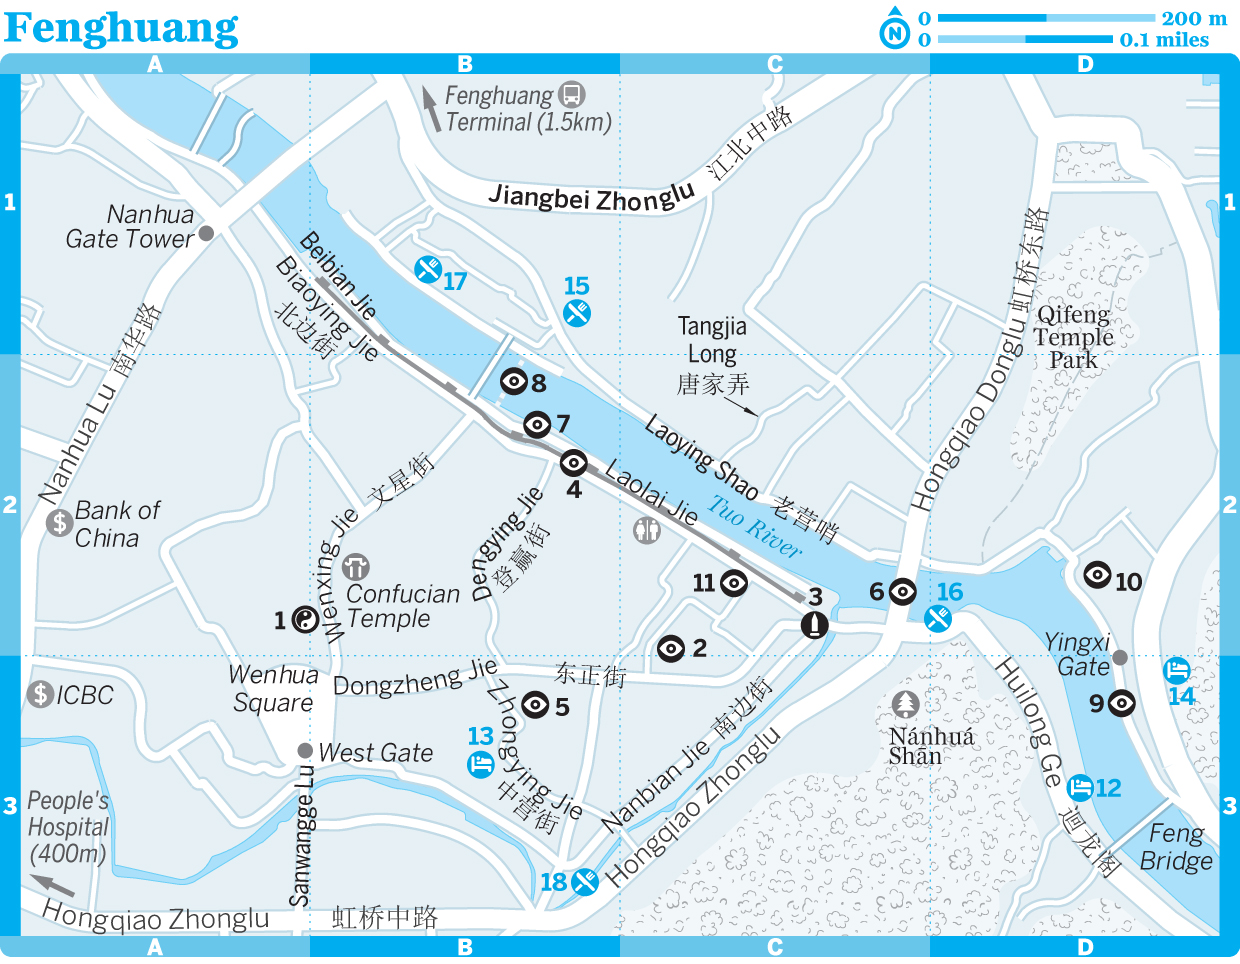 Fenghuang
0 200 m
0 0.1 miles
N
A B C D
Fenghuang
Terminal (1.5km)
Jiangbei Zhonglu 江北中路
1 1
Nanhua
Gate Tower
Beibian Jie
Biaoying Jie
北边街
17
15
Nanhua Lu 南华路
Tangjia
Long
唐家弄
Hongqiao Donglu 虹桥东路
Qifeng
Temple
Park
8
7
4
Laoying Shao 老营哨
Laolai Jie
Tuo River
2 2
$
Bank of
China
Wenxing Jie 文星街
Dengying Jie
登赢街
Confucian
Temple
1
11
3
6
16
10
2
Yingxi
Gate
9
14
$
ICBC
Wenhua
Square
Dongzheng Jie 东正街
5
13
Zhongying Jie
中营街
West Gate
Sanwangge Lu
Nanbian Jie 南边街
Hongqiao Zhonglu
Nánhuá
Shān
Huilong Ge
迴龙阁
12
3 3
People's
Hospital
(400m)
Feng
Bridge
18
Hongqiao Zhonglu 虹桥中路
A B C D